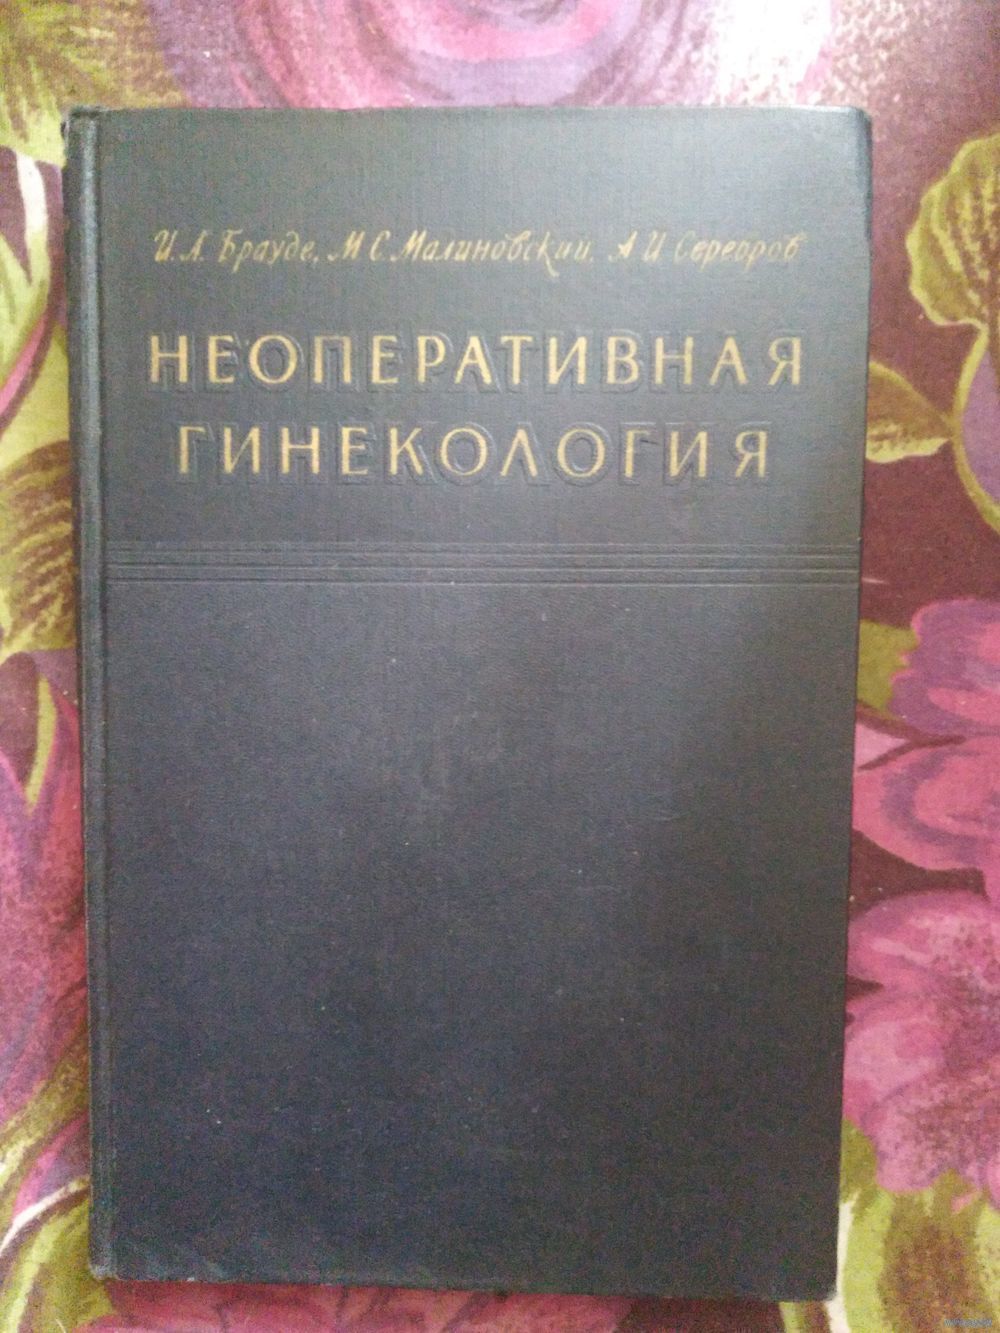 И. Л. Брауде, М С. Малиновский, А И Серебров
НЕОПЕРАТИВНАЯ
ГИНЕКОЛОГИЯ